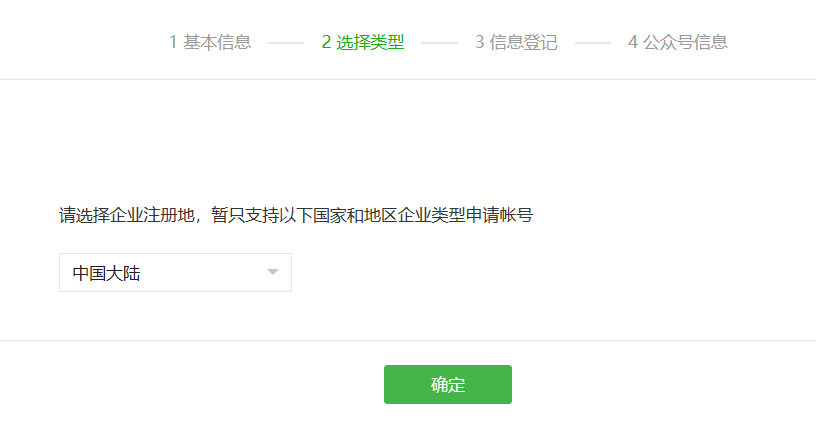 1 基本信息 2 选择类型 3 信息登记 4 公众号信息
请选择企业注册地，暂只支持以下国家和地区企业类型申请帐号
中国大陆
确定